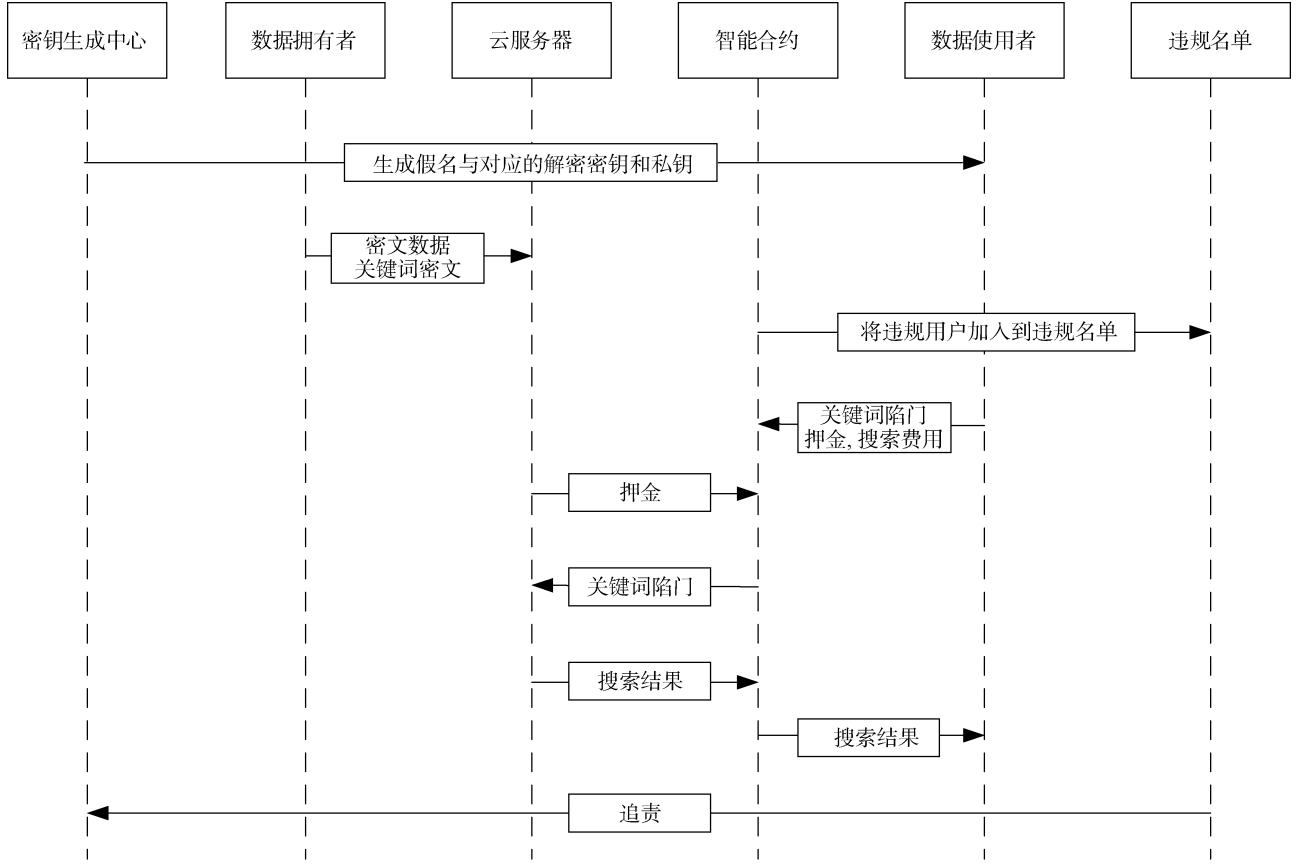 密钥生成中心
数据拥有者
云服务器
智能合约
数据使用者
违规名单
生成假名与对应的解密密钥和私钥
密文数据
关键词密文
将违规用户加入到违规名单
关键词陷门
押金, 搜索费用
押金
关键词陷门
搜索结果
搜索结果
追责